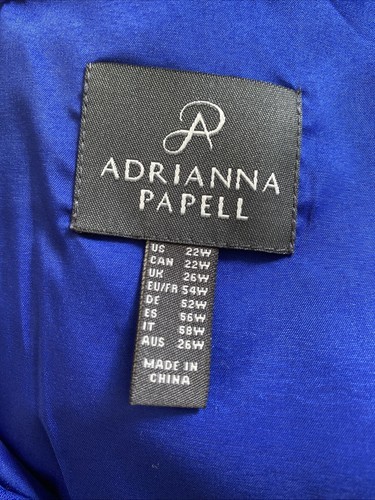 ADRIANNA
PAPELL
US 22W
CAN 22W
UK 26W
EU/FR 54W
DE 52W
ES 56W
IT 58W
AUS 26W
MADE IN
CHINA